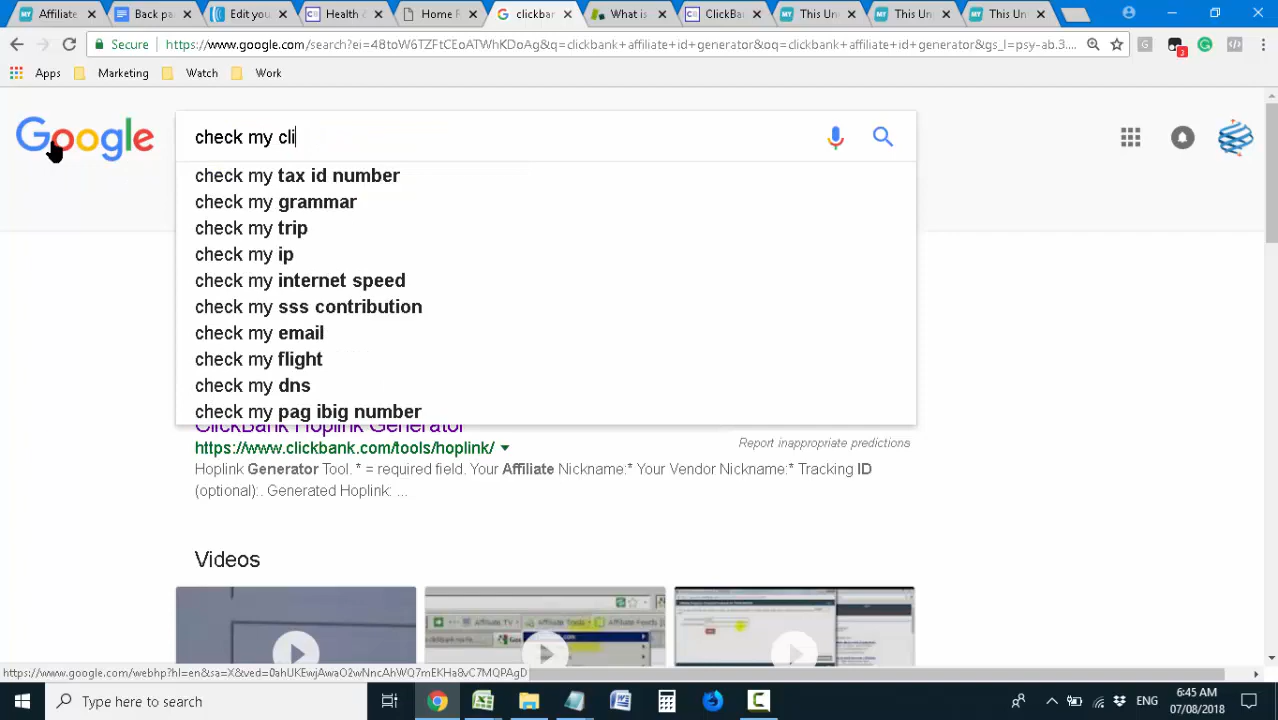 Affiliate
Back pa
Edit you
Health
Home P
clickbar
What is
ClickBa
This Un
This Un
This Un
Secure
https://www.google.com/search?ei=48toW6TZFtCEoATWhKDoAg&q=clickbank+affiliate+id+generator&oq=clickbank+affiliate+id+generator&gs_l=psy-ab.3....
Apps
Marketing
Watch
Work
Google
check my cli
check my tax id number
check my grammar
check my trip
check my ip
check my internet speed
check my sss contribution
check my email
check my flight
check my dns
check my pag ibig number
ClickBank Hoplink Generator
Report inappropriate predictions
https://www.clickbank.com/tools/hoplink/
Hoplink Generator Tool. * = required field. Your Affiliate Nickname:* Your Vendor Nickname:* Tracking ID
(optional):. Generated Hoplink: ...
Videos
https://www.google.com/webhp?hl=en&sa=X&ved=0ahUKEwjAwaO2wNncAhWQ7mEKHa8vC7MQPAgD
Type here to search
ENG
6:45 AM
07/08/2018